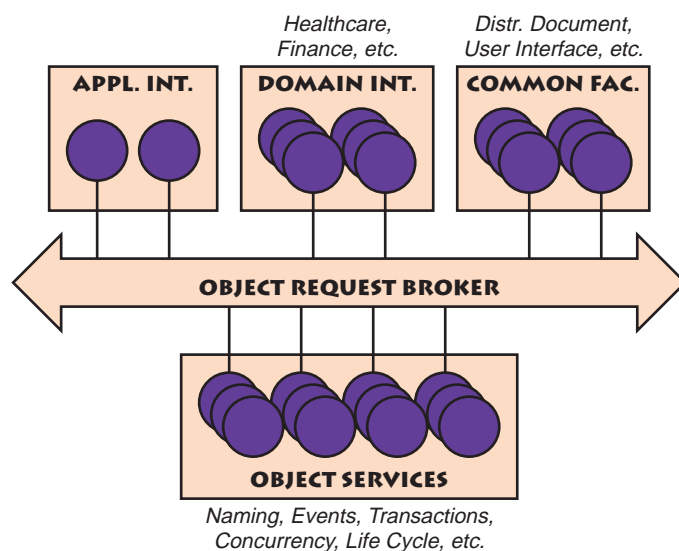 Healthcare,
Finance, etc.
Distr. Document,
User Interface, etc.
APPL. INT.
DOMAIN INT.
COMMON FAC.
OBJECT REQUEST BROKER
OBJECT SERVICES
Naming, Events, Transactions,
Concurrency, Life Cycle, etc.